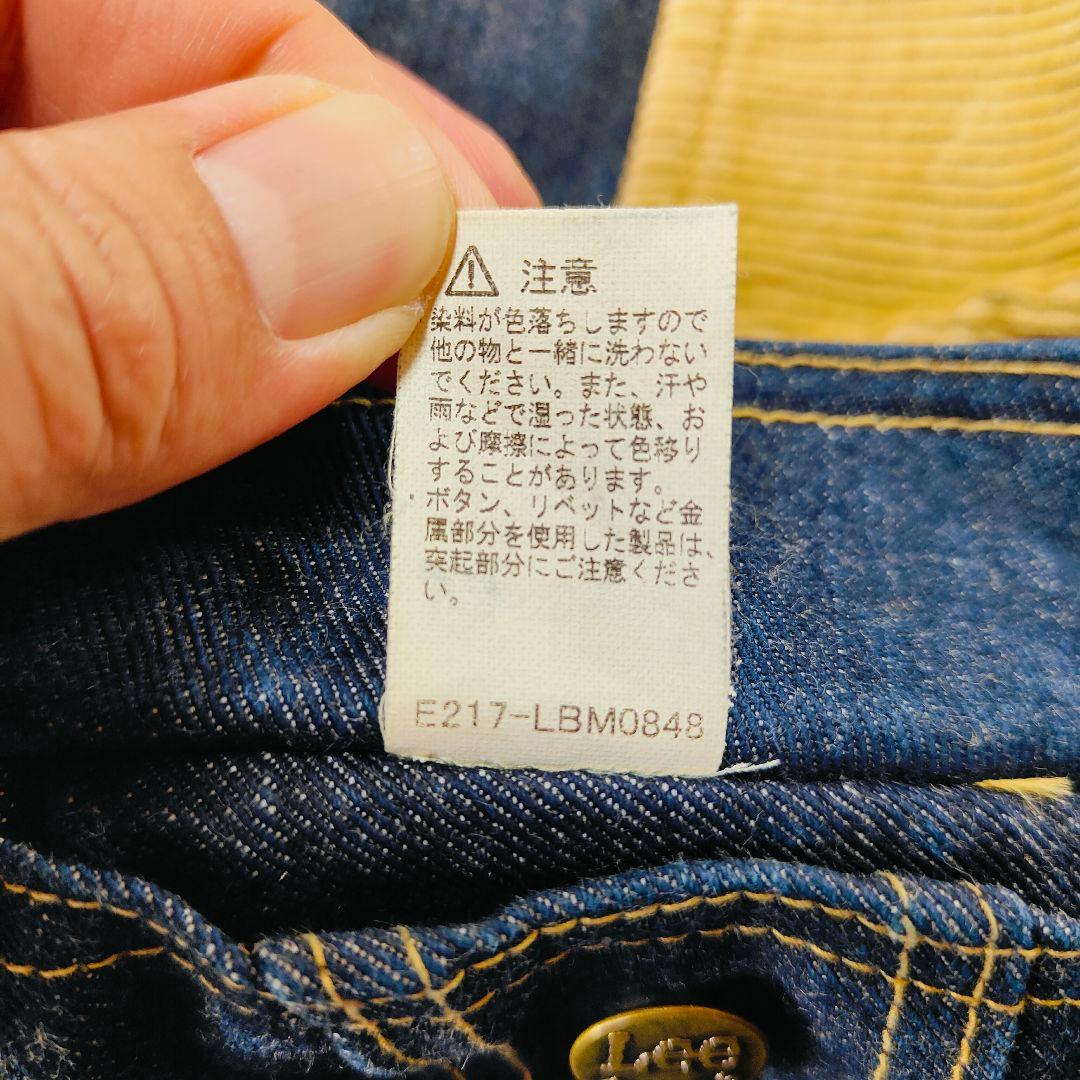 注意
染料が色落ちしますので
他の物と一緒に洗わない
でください。また、汗や
雨などで湿った状態、お
よび摩擦によって色移り
することがあります。
ボタン、リベットなど金
属部分を使用した製品は、
突起部分にご注意くださ
い。
E217-LBM0848
Lee